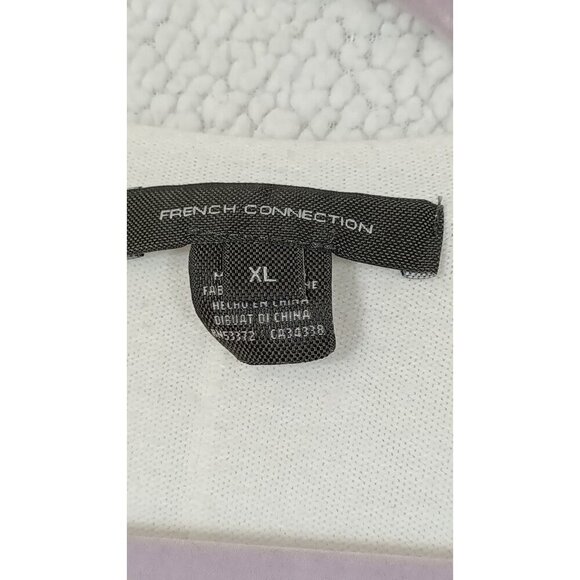 FRENCH CONNECTION
XL
HECHO EN CHINA
DIBUAT DI CHINA
CA34338